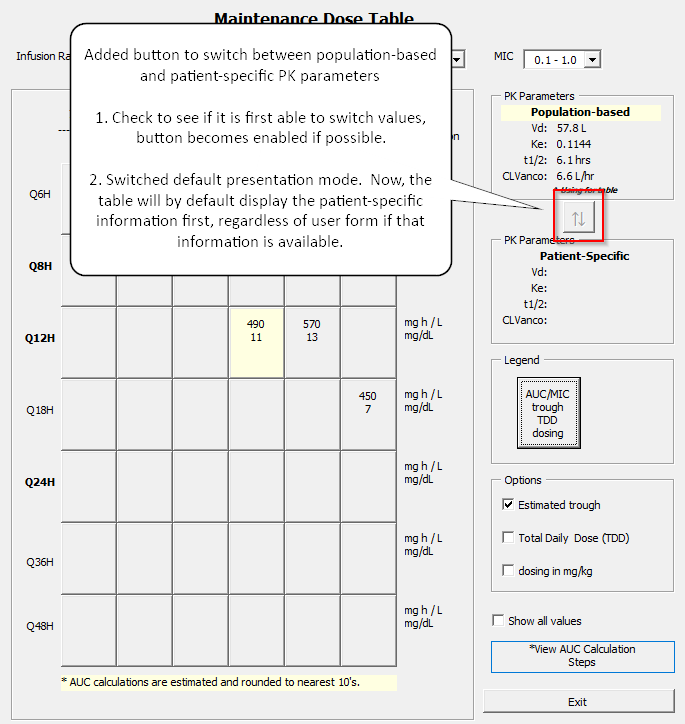 Maintenance Dose Table
Infusion Ra
MIC
0.1 - 1.0
Added button to switch between population-based
and patient-specific PK parameters
1. Check to see if it is first able to switch values,
button becomes enabled if possible.
2. Switched default presentation mode.  Now, the
table will by default display the patient-specific
information first, regardless of user form if that
information is available.
on
PK Parameters
Population-based
Vd: 57.8 L
Ke: 0.1144
t1/2: 6.1 hrs
CLVanco: 6.6 L/hr
^ Using for table
PK Parameters
Patient-Specific
Vd:
Ke:
t1/2:
CLVanco:
Q6H
Q8H
Q12H
490
11
570
13
mg h / L
mg/dL
Q18H
450
7
mg h / L
mg/dL
Q24H
mg h / L
mg/dL
Q36H
mg h / L
mg/dL
Q48H
mg h / L
mg/dL
* AUC calculations are estimated and rounded to nearest 10's.
Legend
AUC/MIC
trough
TDD
dosing
Options
Estimated trough
Total Daily  Dose (TDD)
dosing in mg/kg
Show all values
*View AUC Calculation
Steps
Exit